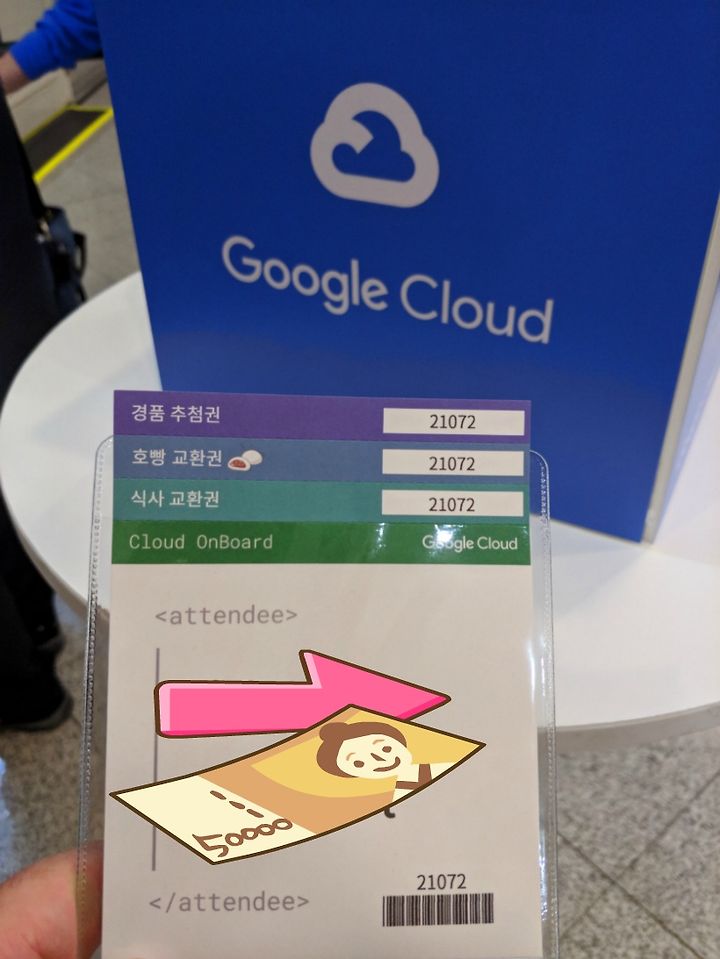 Google Cloud
경품 추첨권 21072
호빵 교환권 21072
식사 교환권 21072
Cloud OnBoard Google Cloud
<attendee>
50000
</attendee>
21072